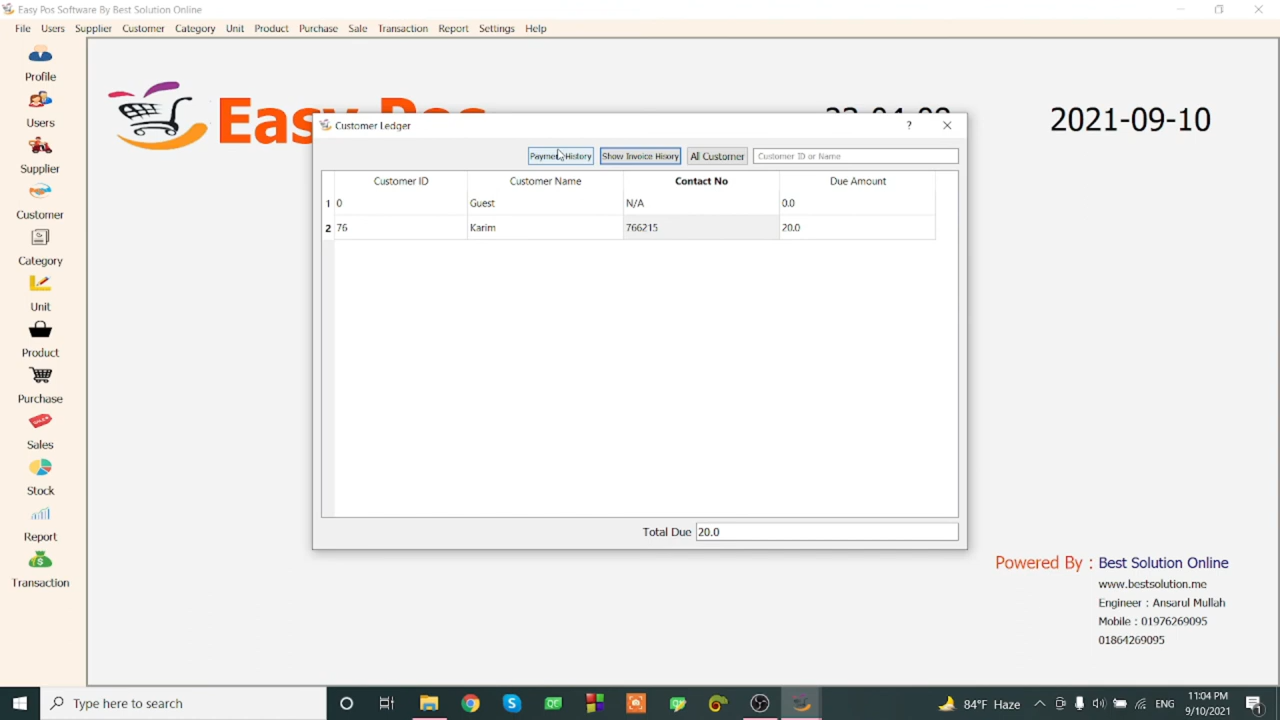 Easy Pos Software By Best Solution Online
File Users Supplier Customer Category Unit Product Purchase Sale Transaction Report Settings Help
Profile
Users
Supplier
Customer
Category
Unit
Product
Purchase
Sales
Stock
Report
Transaction
2021-09-10
Customer Ledger
Payment History Show Invoice Hisory All Customer Customer ID or Name
Customer ID Customer Name Contact No Due Amount
1 0 Guest N/A 0.0
2 76 Karim 766215 20.0
Total Due 20.0
Powered By : Best Solution Online
www.bestsolution.me
Engineer : Ansarul Mullah
Mobile : 01976269095
01864269095
Type here to search
84°F Haze
ENG
11:04 PM
9/10/2021
1